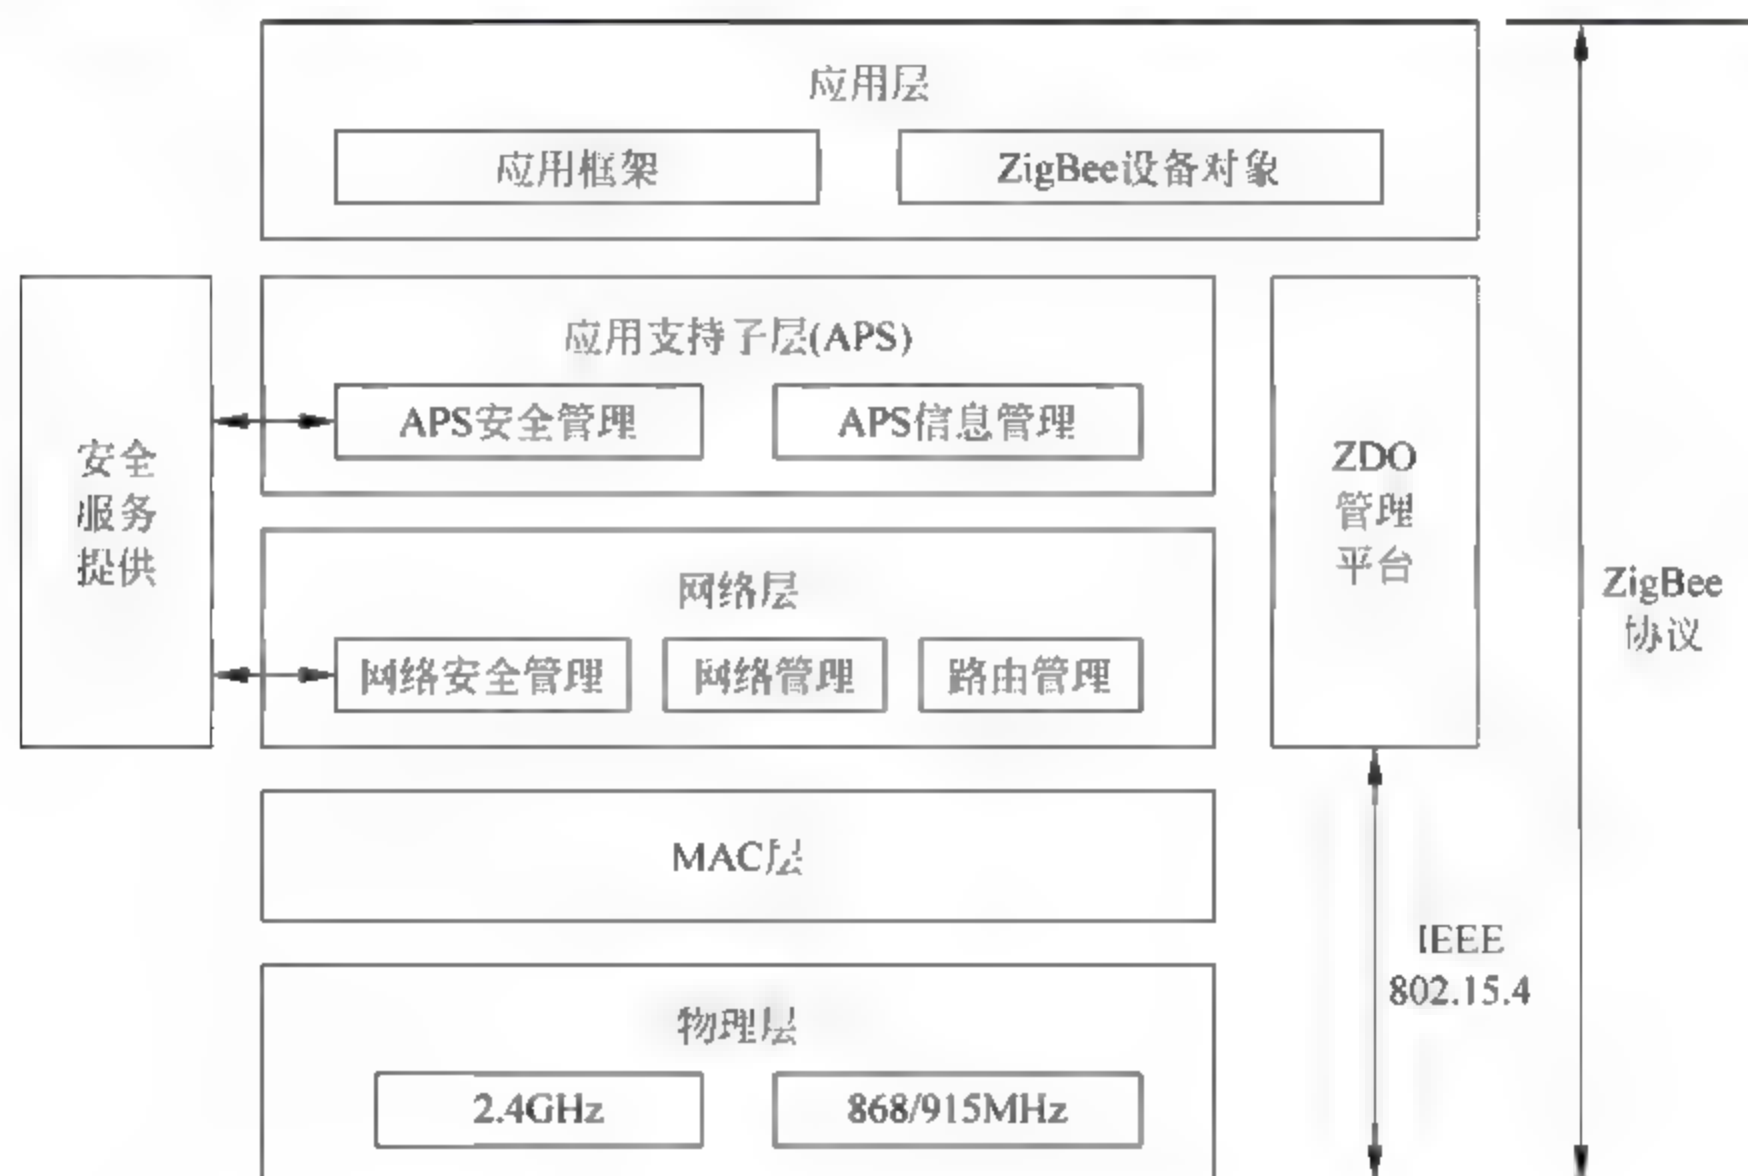 应用层
应用框架
ZigBee设备对象
安全
服务
提供
应用支持子层(APS)
APS安全管理
APS信息管理
ZDO
管理
平台
网络层
网络安全管理
网络管理
路由管理
ZigBee
协议
MAC层
IEEE
802.15.4
物理层
2.4GHz
868/915MHz